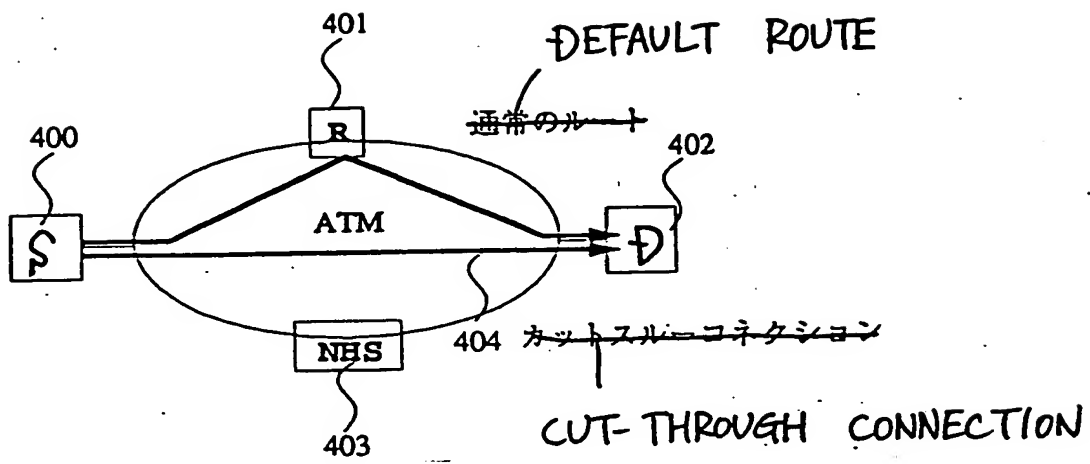 401
DEFAULT ROUTE
R
通常のルート
400
402
S
ATM
D
404
カットスルーコネクション
NHS
403
CUT-THROUGH CONNECTION